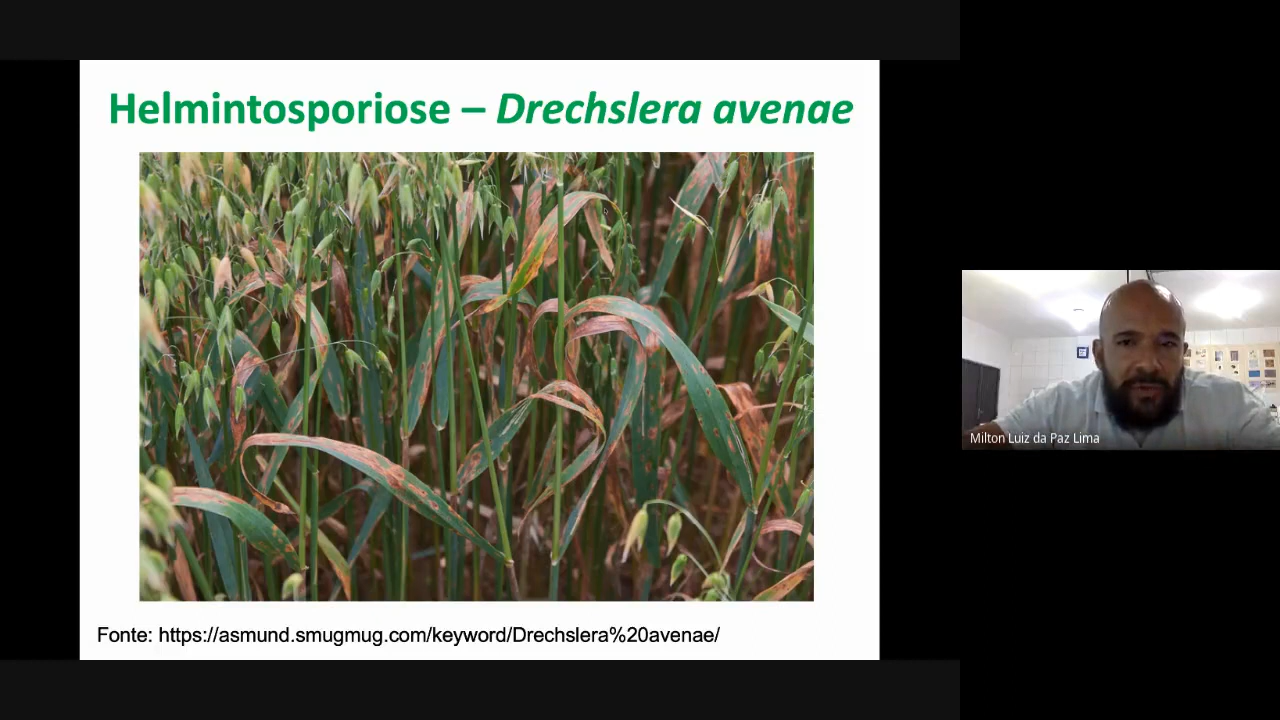 Helmintosporiose – Drechslera avenae
Fonte: https://asmund.smugmug.com/keyword/Drechslera%20avenae/
Milton Luiz da Paz Lima